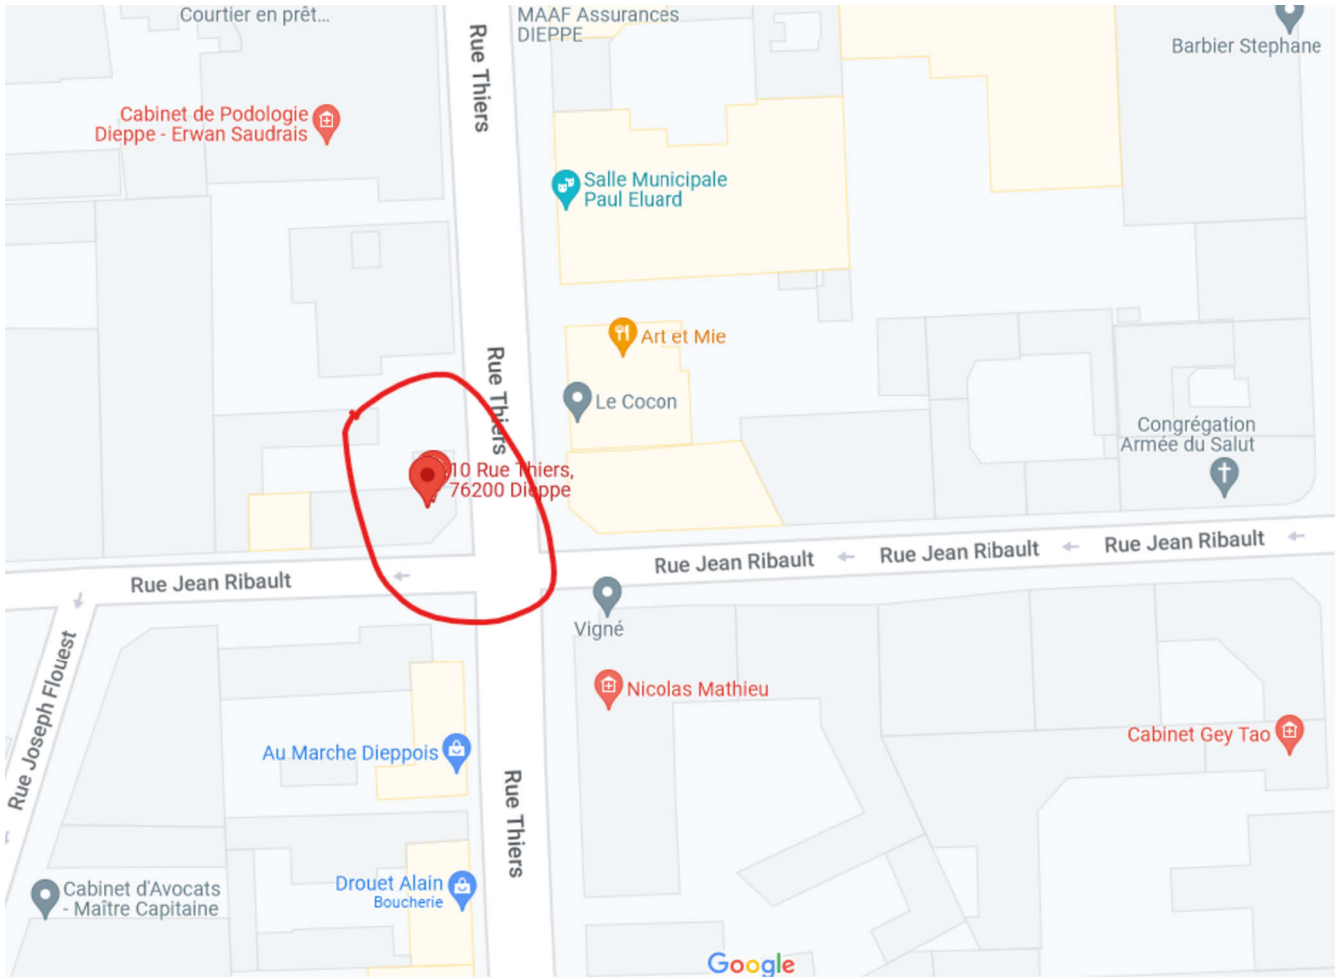 Courtier en prêt...
MAAF Assurances
DIEPPE
Rue Thiers
Barbier Stephane
Cabinet de Podologie
Dieppe - Erwan Saudrais
Salle Municipale
Paul Eluard
Art et Mie
Rue Thiers
Le Cocon
Congrégation
Armée du Salut
10 Rue Thiers,
76200 Dieppe
Rue Jean Ribault
Rue Jean Ribault
Rue Jean Ribault
Rue Jean Ribault
Vigné
Rue Joseph Flouest
Nicolas Mathieu
Cabinet Gey Tao
Au Marche Dieppois
Rue Thiers
Drouet Alain
Boucherie
Cabinet d'Avocats
- Maître Capitaine
Google